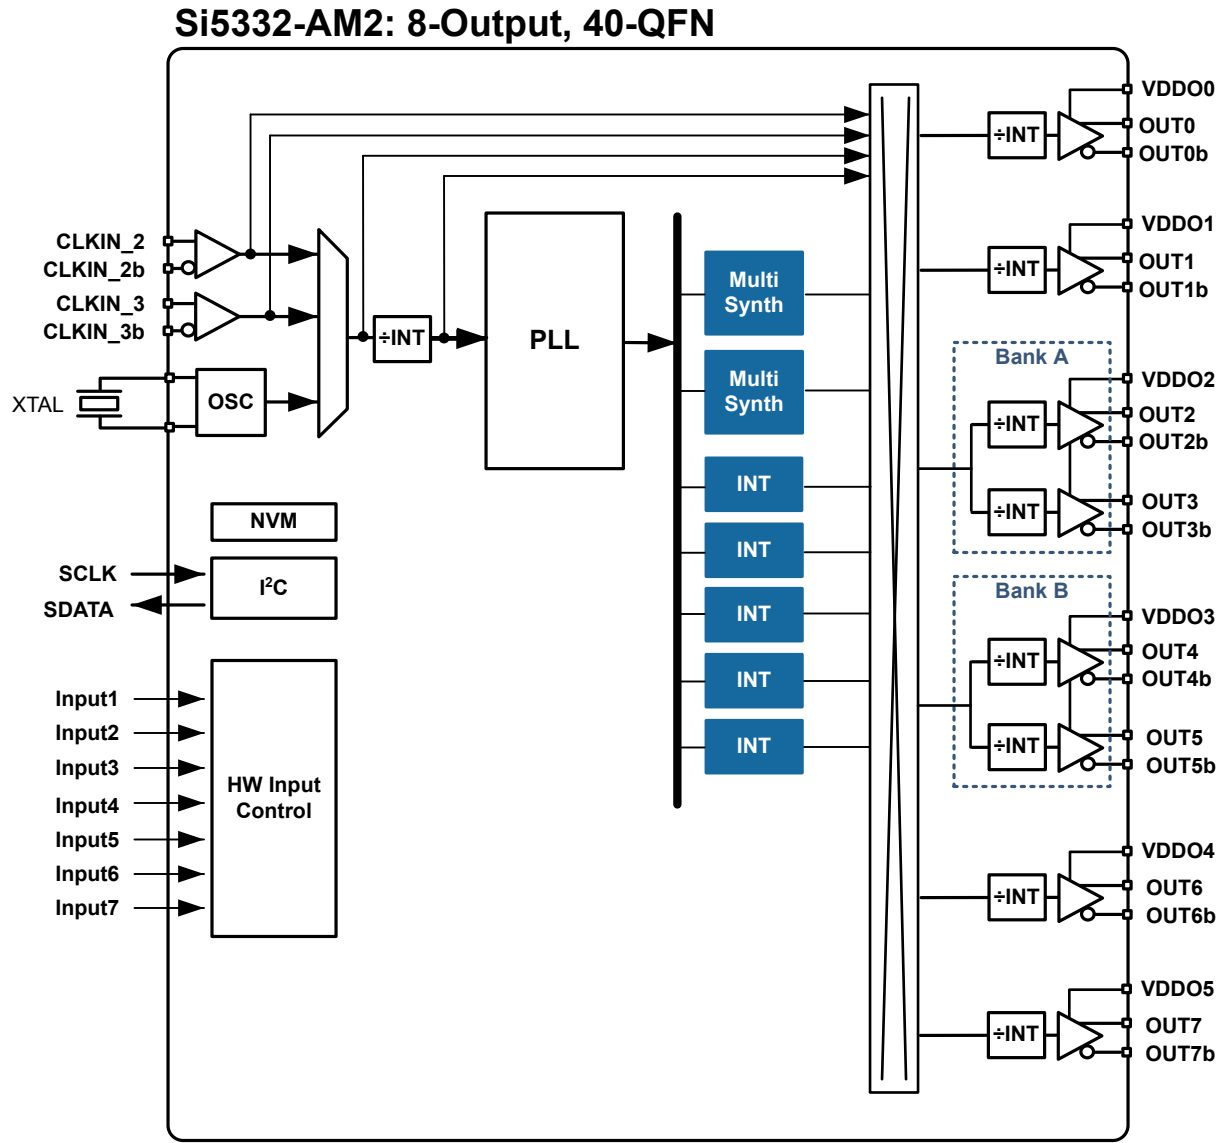 Si5332-AM2: 8-Output, 40-QFN
CLKIN_2
CLKIN_2b
CLKIN_3
CLKIN_3b
XTAL
OSC
÷INT
PLL
NVM
SCLK
SDATA
I²C
Input1
Input2
Input3
Input4
Input5
Input6
Input7
HW Input
Control
Multi
Synth
Multi
Synth
INT
INT
INT
INT
INT
÷INT
VDDO0
OUT0
OUT0b
÷INT
VDDO1
OUT1
OUT1b
Bank A
÷INT
VDDO2
OUT2
OUT2b
÷INT
OUT3
OUT3b
Bank B
÷INT
VDDO3
OUT4
OUT4b
÷INT
OUT5
OUT5b
÷INT
VDDO4
OUT6
OUT6b
÷INT
VDDO5
OUT7
OUT7b